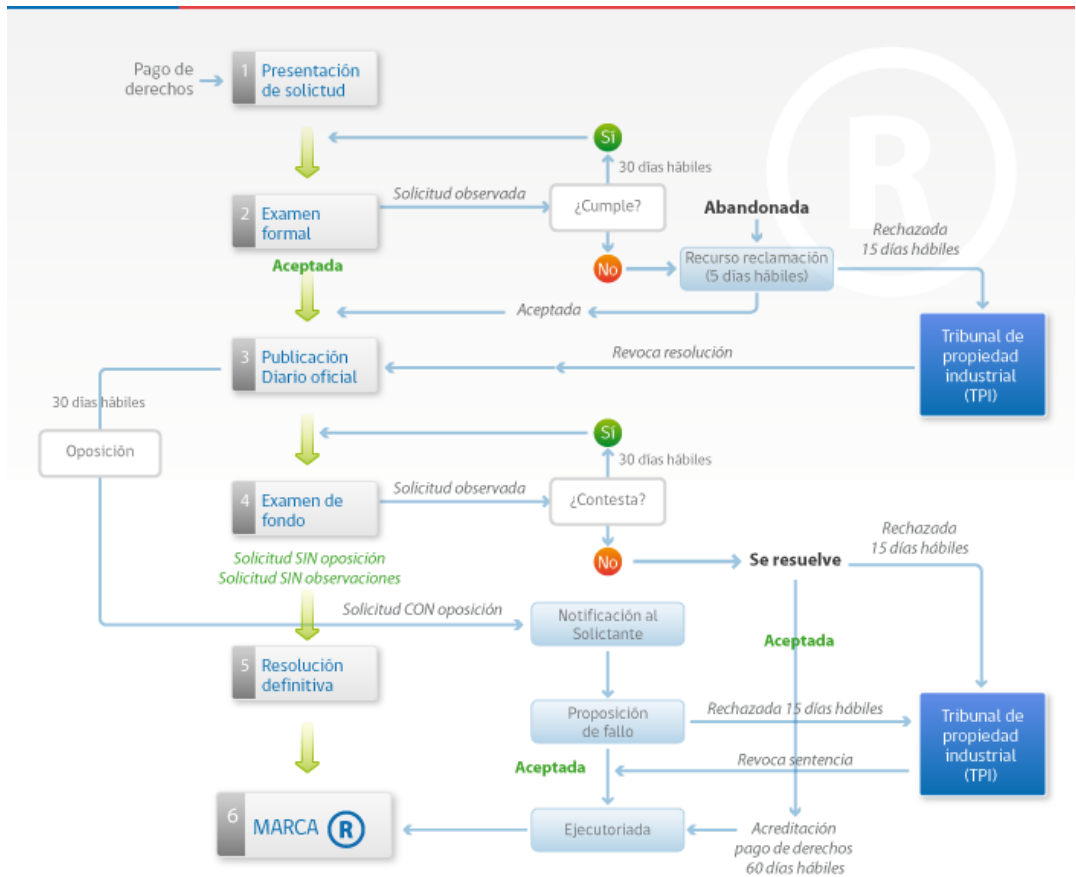 Pago de
derechos
1 Presentación
de solictud
Sí
30 días hábiles
Solicitud observada
¿Cumple?
Abandonada
Rechazada
15 días hábiles
2 Examen
formal
No
Recurso reclamación
(5 días hábiles)
Aceptada
Aceptada
3 Publicación
Diario oficial
Revoca resolución
Tribunal de
propiedad
industrial
(TPI)
30 días hábiles
Oposición
Sí
30 días hábiles
Solicitud observada
¿Contesta?
4 Examen de
fondo
Rechazada
15 días hábiles
Solicitud SIN oposición
Solicitud SIN observaciones
No
Se resuelve
Solicitud CON oposición
Notificación al
Solictante
Aceptada
5 Resolución
definitiva
Proposición
de fallo
Rechazada 15 días hábiles
Tribunal de
propiedad
industrial
(TPI)
Aceptada
Revoca sentencia
6 MARCA R
Ejecutoriada
Acreditación
pago de derechos
60 días hábiles
R